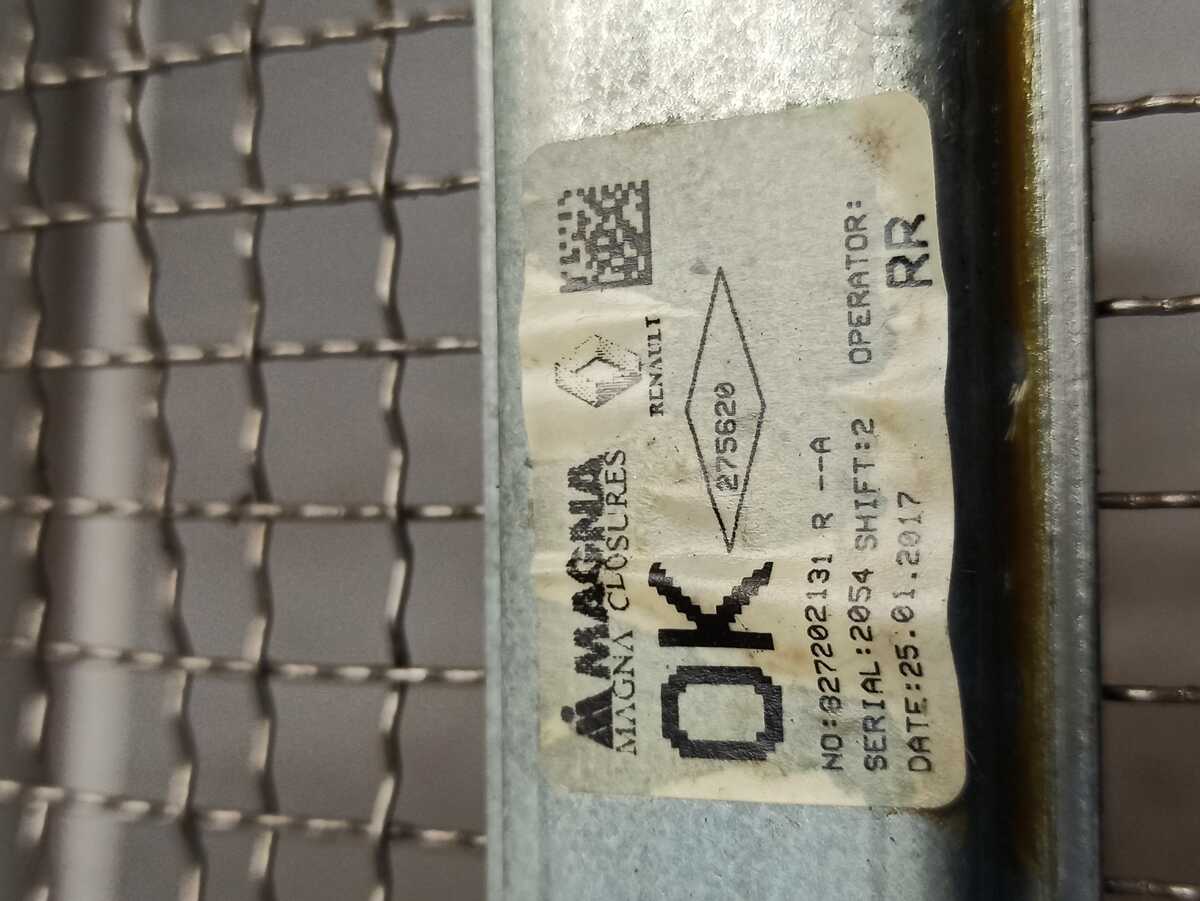 MAGNA
MAGNA CLOSURES
RENAULT
OK
275620
NO:827202131 R --A
SERIAL:2054 SHIFT:2 OPERATOR:
DATE:25.01.2017
RR